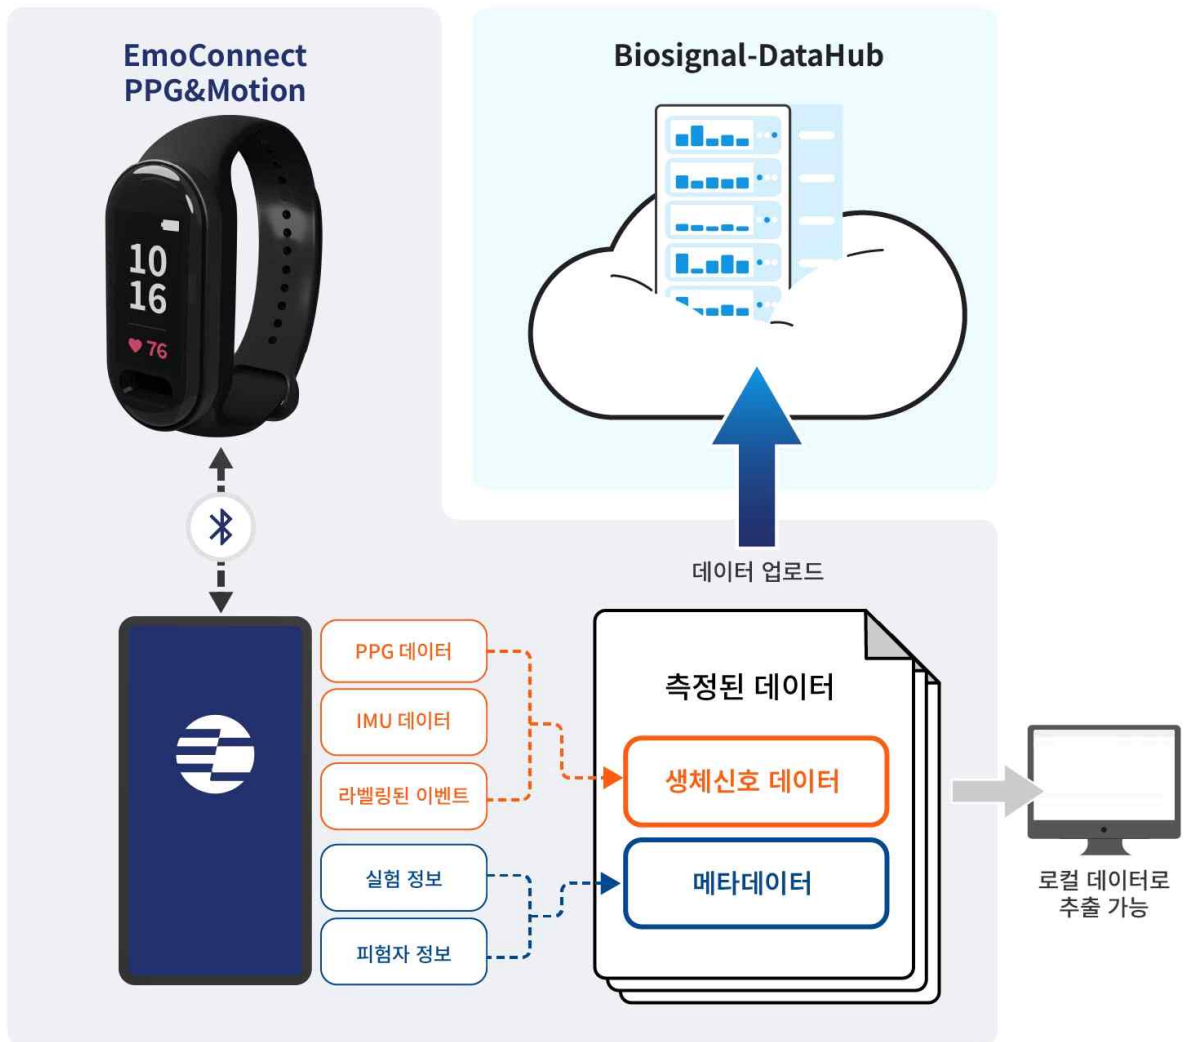 EmoConnect
PPG&Motion
Biosignal-DataHub
10
16
76
데이터 업로드
PPG 데이터
IMU 데이터
라벨링된 이벤트
실험 정보
피험자 정보
측정된 데이터
생체신호 데이터
메타데이터
로컬 데이터로
추출 가능